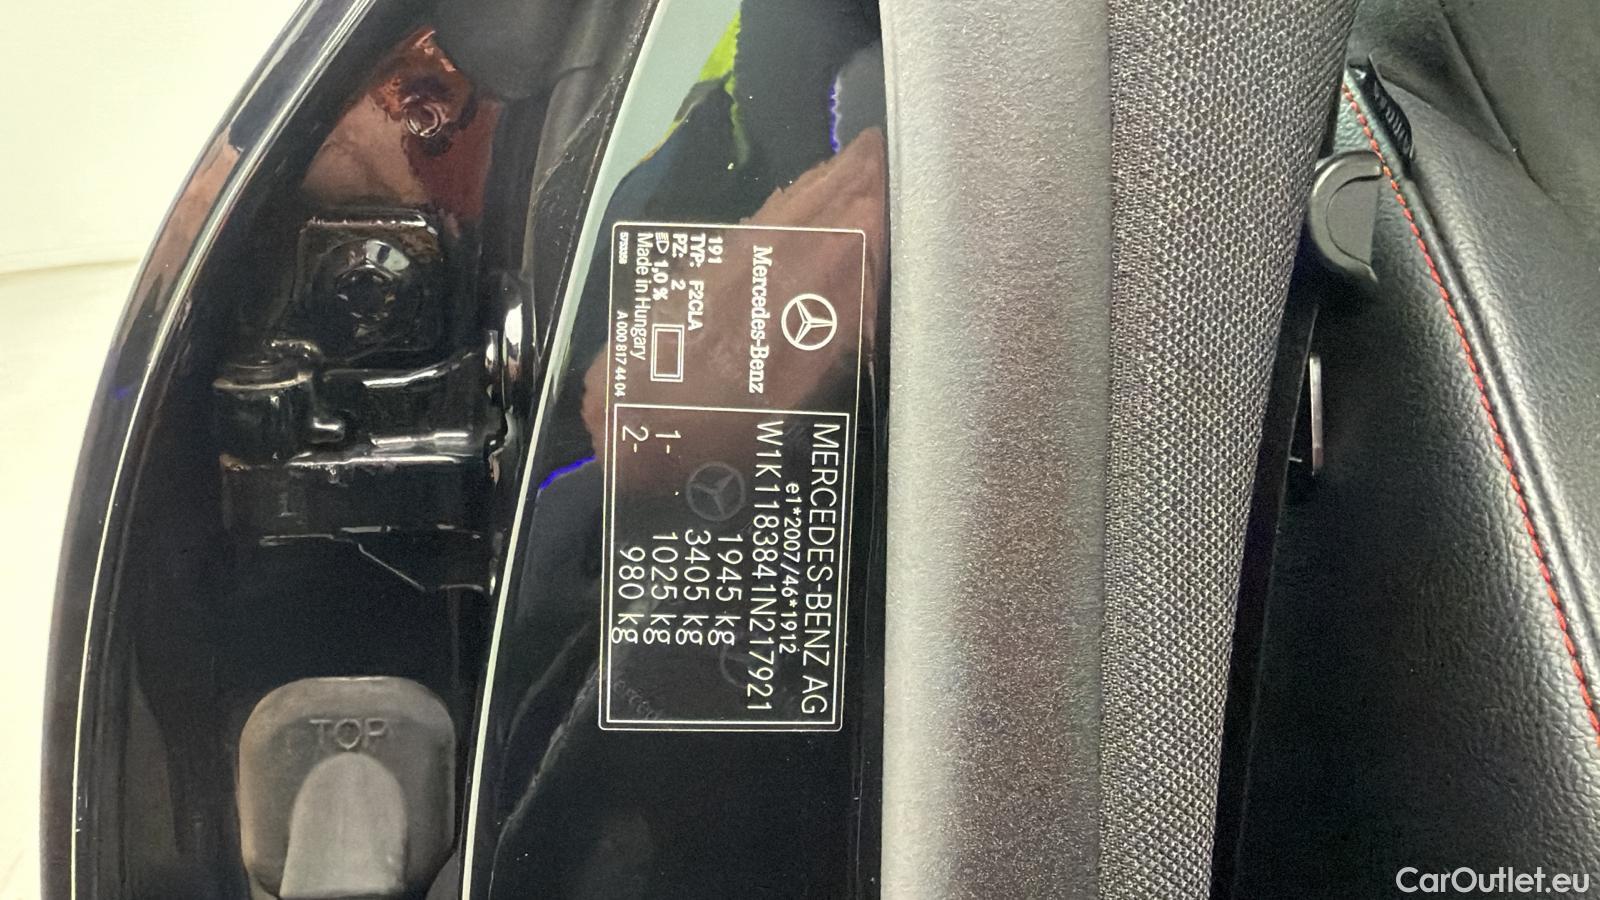 Mercedes-Benz
191
TYP: F2CLA
PZ: 2
1,0 %
Made in Hungary
A 000 817 44 04
MERCEDES-BENZ AG
e1*2007/46*1912
W1K1183841N217921
1945 kg
3405 kg
1- 1025 kg
2- 980 kg
TOP
CarOutlet.eu